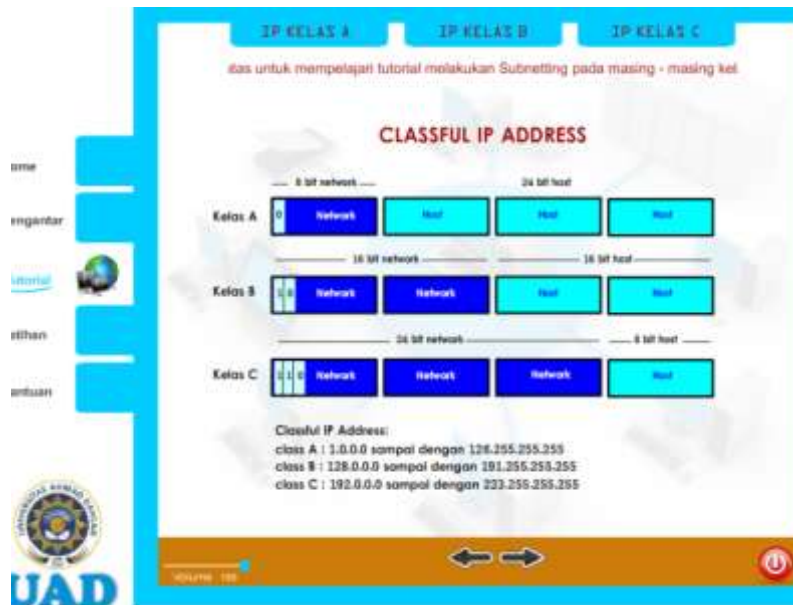 IP KELAS A
IP KELAS B
IP KELAS C
untuk mempelajari tutorial melakukan Subnetting pada masing - masing kel
CLASSFUL IP ADDRESS
8 bit network
24 bit host
Kelas A
0
Network
Host
Host
Host
16 bit network
16 bit host
Kelas B
1 0
Network
Network
Host
Host
24 bit network
8 bit host
Kelas C
1 1 0
Network
Network
Network
Host
Classful IP Address:
class A : 1.0.0.0 sampai dengan 126.255.255.255
class B : 128.0.0.0 sampai dengan 191.255.255.255
class C : 192.0.0.0 sampai dengan 223.255.255.255
ome
engantar
utorial
atihan
antuan
UNIVERSITAS AHMAD DAHLAN
UAD
Volume 100